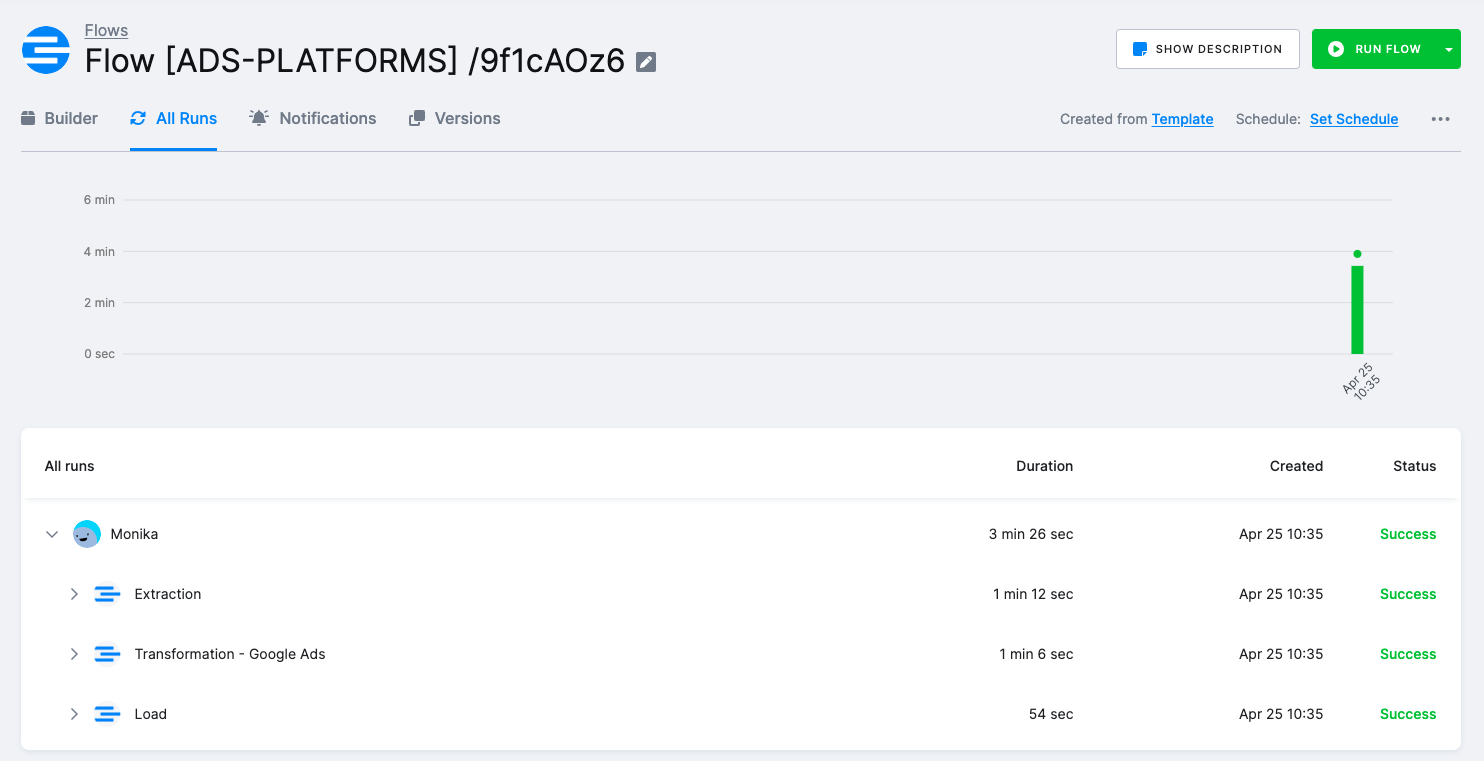 Flows
Flow [ADS-PLATFORMS] /9f1cAOz6
SHOW DESCRIPTION
RUN FLOW
Builder
All Runs
Notifications
Versions
Created from Template
Schedule: Set Schedule
6 min
4 min
2 min
0 sec
Apr 25
10:35
All runs Duration Created Status
Monika 3 min 26 sec Apr 25 10:35 Success
Extraction 1 min 12 sec Apr 25 10:35 Success
Transformation - Google Ads 1 min 6 sec Apr 25 10:35 Success
Load 54 sec Apr 25 10:35 Success